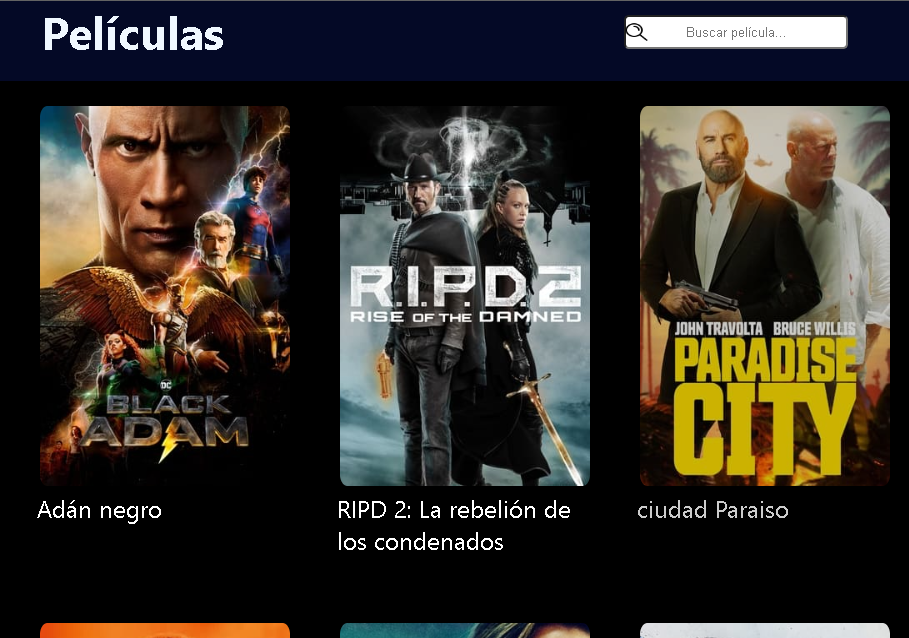 Películas
Buscar película...
DC
BLACK
ADAM
R.I.P.D.2
RISE OF THE DAMNED
JOHN TRAVOLTA BRUCE WILLIS
PARADISE
CITY
Adán negro
RIPD 2: La rebelión de
los condenados
ciudad Paraiso